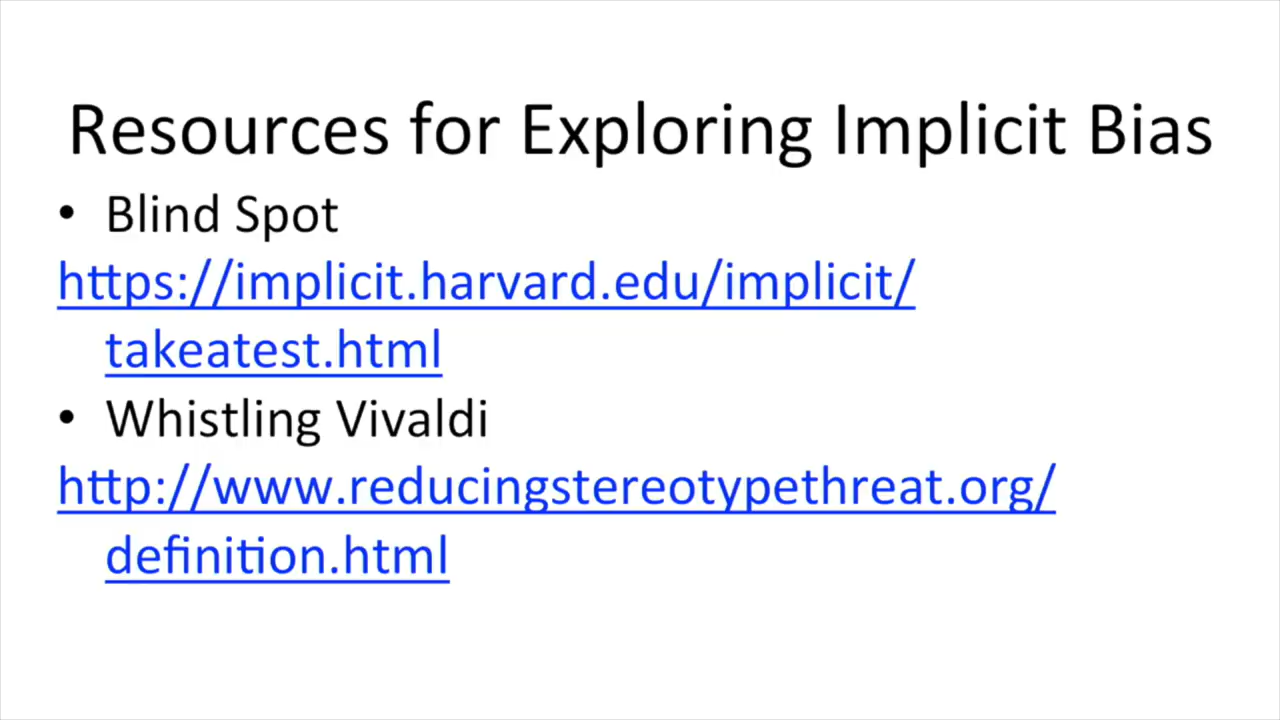 Resources for Exploring Implicit Bias
• Blind Spot
https://implicit.harvard.edu/implicit/
takeatest.html
• Whistling Vivaldi
http://www.reducingstereotypethreat.org/
definition.html